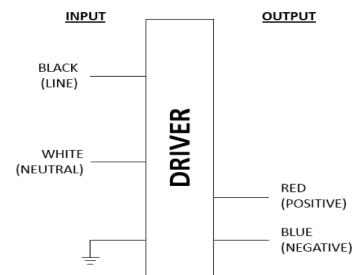 INPUT
OUTPUT
BLACK
(LINE)
WHITE
(NEUTRAL)
DRIVER
RED
(POSITIVE)
BLUE
(NEGATIVE)